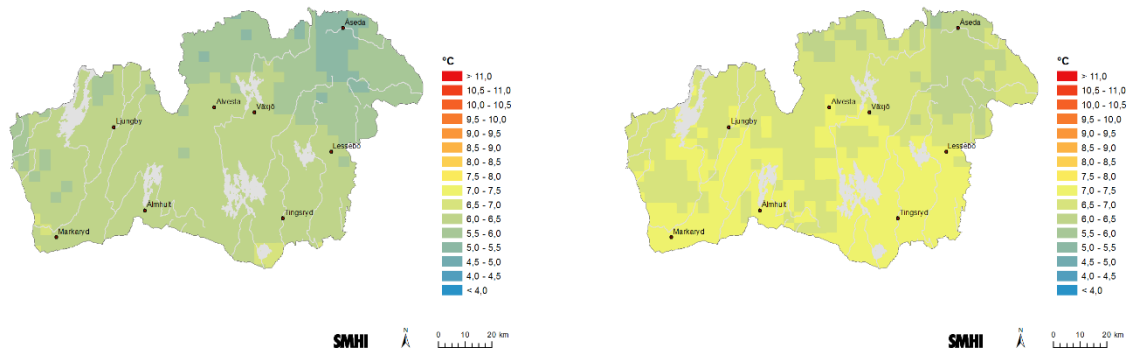 Åseda
°C
> 11,0
10,5 - 11,0
10,0 - 10,5
9,5 - 10,0
9,0 - 9,5
8,5 - 9,0
8,0 - 8,5
7,5 - 8,0
7,0 - 7,5
6,5 - 7,0
6,0 - 6,5
5,5 - 6,0
5,0 - 5,5
4,5 - 5,0
4,0 - 4,5
< 4,0
Alvesta
Växjö
Ljungby
Lessebo
Älmhult
Tingsryd
Markaryd
SMHI
N
0 10 20 km
Åseda
°C
> 11,0
10,5 - 11,0
10,0 - 10,5
9,5 - 10,0
9,0 - 9,5
8,5 - 9,0
8,0 - 8,5
7,5 - 8,0
7,0 - 7,5
6,5 - 7,0
6,0 - 6,5
5,5 - 6,0
5,0 - 5,5
4,5 - 5,0
4,0 - 4,5
< 4,0
Alvesta
Växjö
Ljungby
Lessebo
Älmhult
Tingsryd
Markaryd
SMHI
N
0 10 20 km